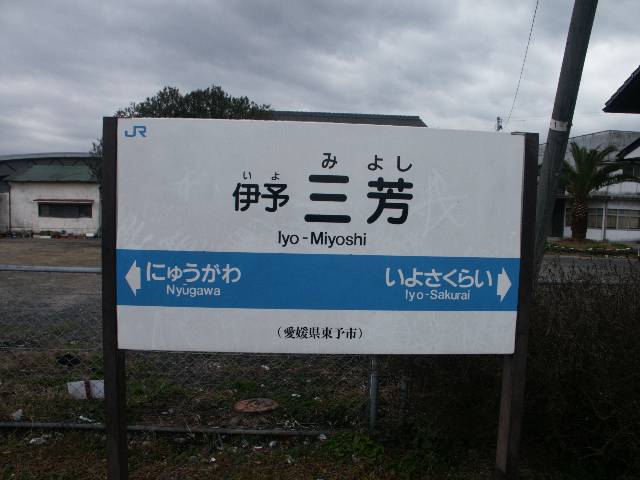 JR
いよ みよし
伊予 三芳
Iyo-Miyoshi
にゅうがわ いよさくらい
Nyugawa Iyo-Sakurai
(愛媛県東予市)